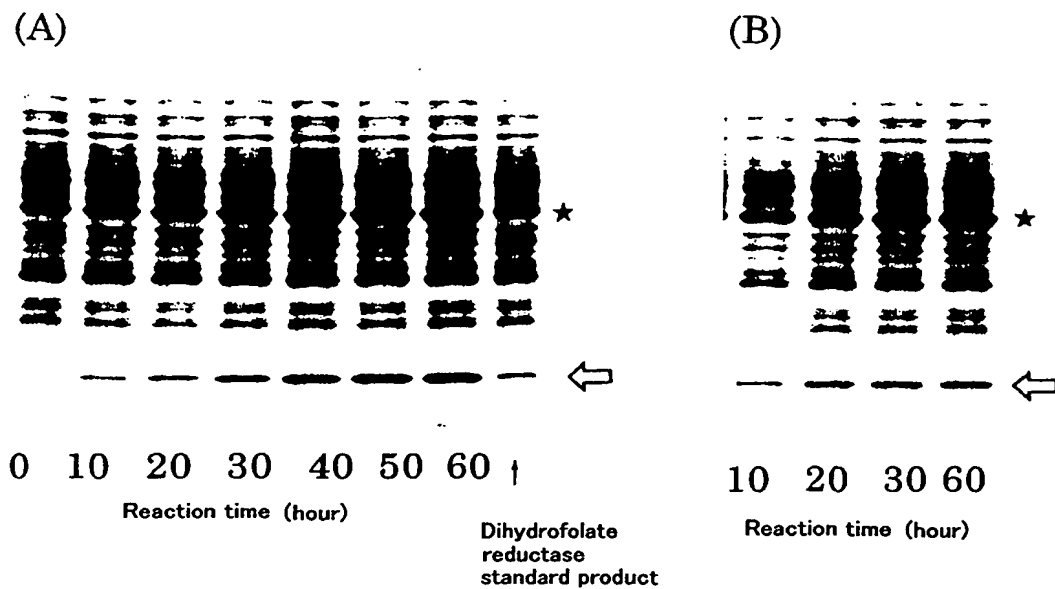 (A)
(B)
0 10 20 30 40 50 60
Reaction time (hour)
Dihydrofolate
reductase
standard product
10 20 30 60
Reaction time (hour)